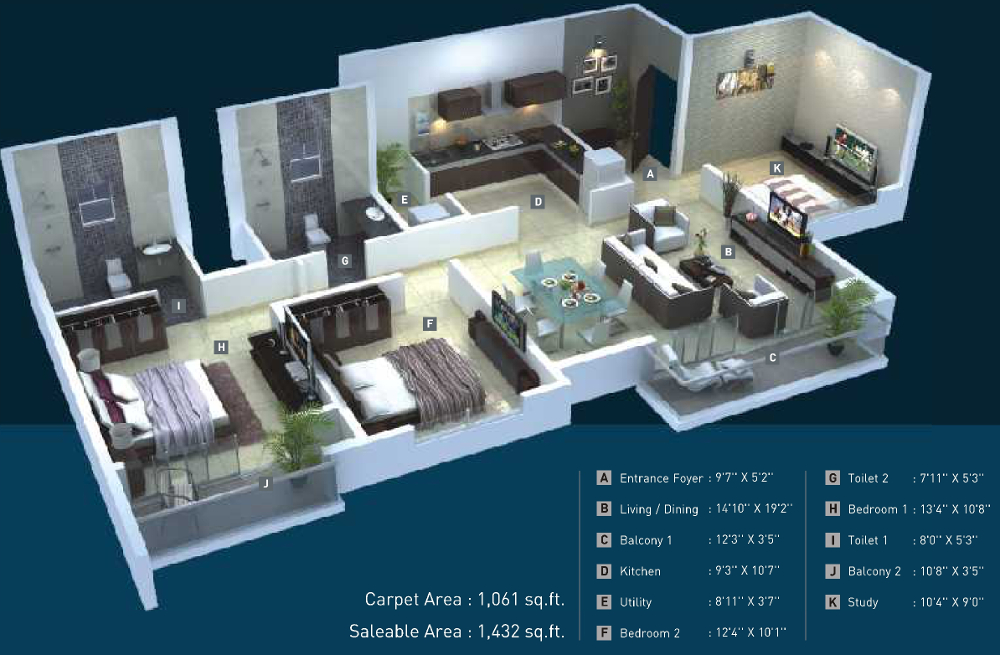 A
K
E
D
B
G
I
F
H
C
J
Carpet Area : 1,061 sq.ft.
Saleable Area : 1,432 sq.ft.
A Entrance Foyer : 9'7'' X 5'2''
B Living / Dining : 14'10'' X 19'2''
C Balcony 1 : 12'3'' X 3'5''
D Kitchen : 9'3'' X 10'7''
E Utility : 8'11'' X 3'7''
F Bedroom 2 : 12'4'' X 10'1''
G Toilet 2 : 7'11'' X 5'3''
H Bedroom 1 : 13'4'' X 10'8''
I Toilet 1 : 8'0'' X 5'3''
J Balcony 2 : 10'8'' X 3'5''
K Study : 10'4'' X 9'0''